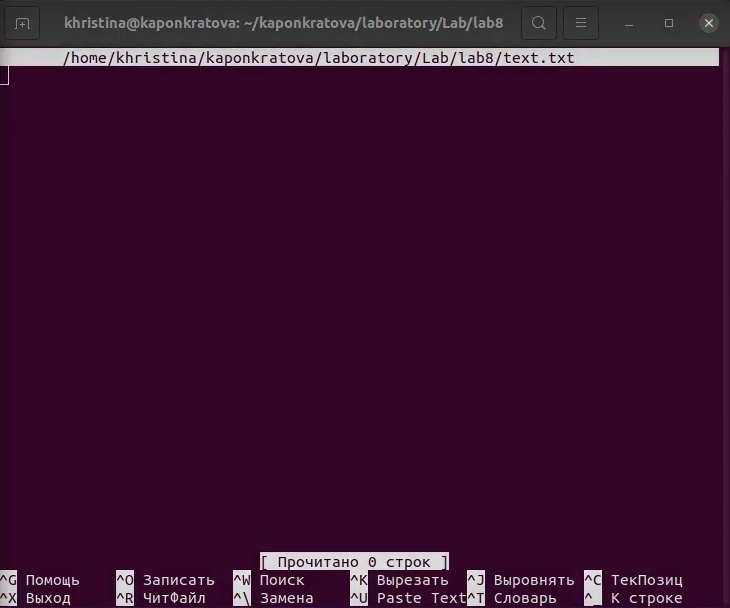 khristina@kaponkratova: ~/kaponkratova/laboratory/Lab/lab8
/home/khristina/kaponkratova/laboratory/Lab/lab8/text.txt
[ Прочитано 0 строк ]
^G Помощь ^O Записать ^W Поиск ^K Вырезать ^J Выровнять ^C ТекПозиц
^X Выход ^R ЧитФайл ^\ Замена ^U Paste Text^T Словарь ^_ К строке